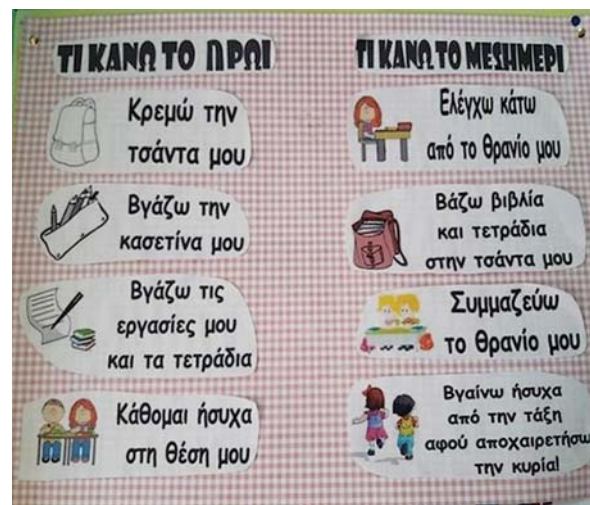 ΤΙ ΚΑΝΩ ΤΟ ΠΡΩΙ
Κρεμώ την
τσάντα μου
Βγάζω την
κασετίνα μου
Βγάζω τις
εργασίες μου
και τα τετράδια
Κάθομαι ήσυχα
στη θέση μου
ΤΙ ΚΑΝΩ ΤΟ ΜΕΣΗΜΕΡΙ
Ελέγχω κάτω
από το θρανίο μου
Βάζω βιβλία
και τετράδια
στην τσάντα μου
Συμμαζεύω
το θρανίο μου
Βγαίνω ήσυχα
από την τάξη
αφού αποχαιρετήσω
την κυρία!